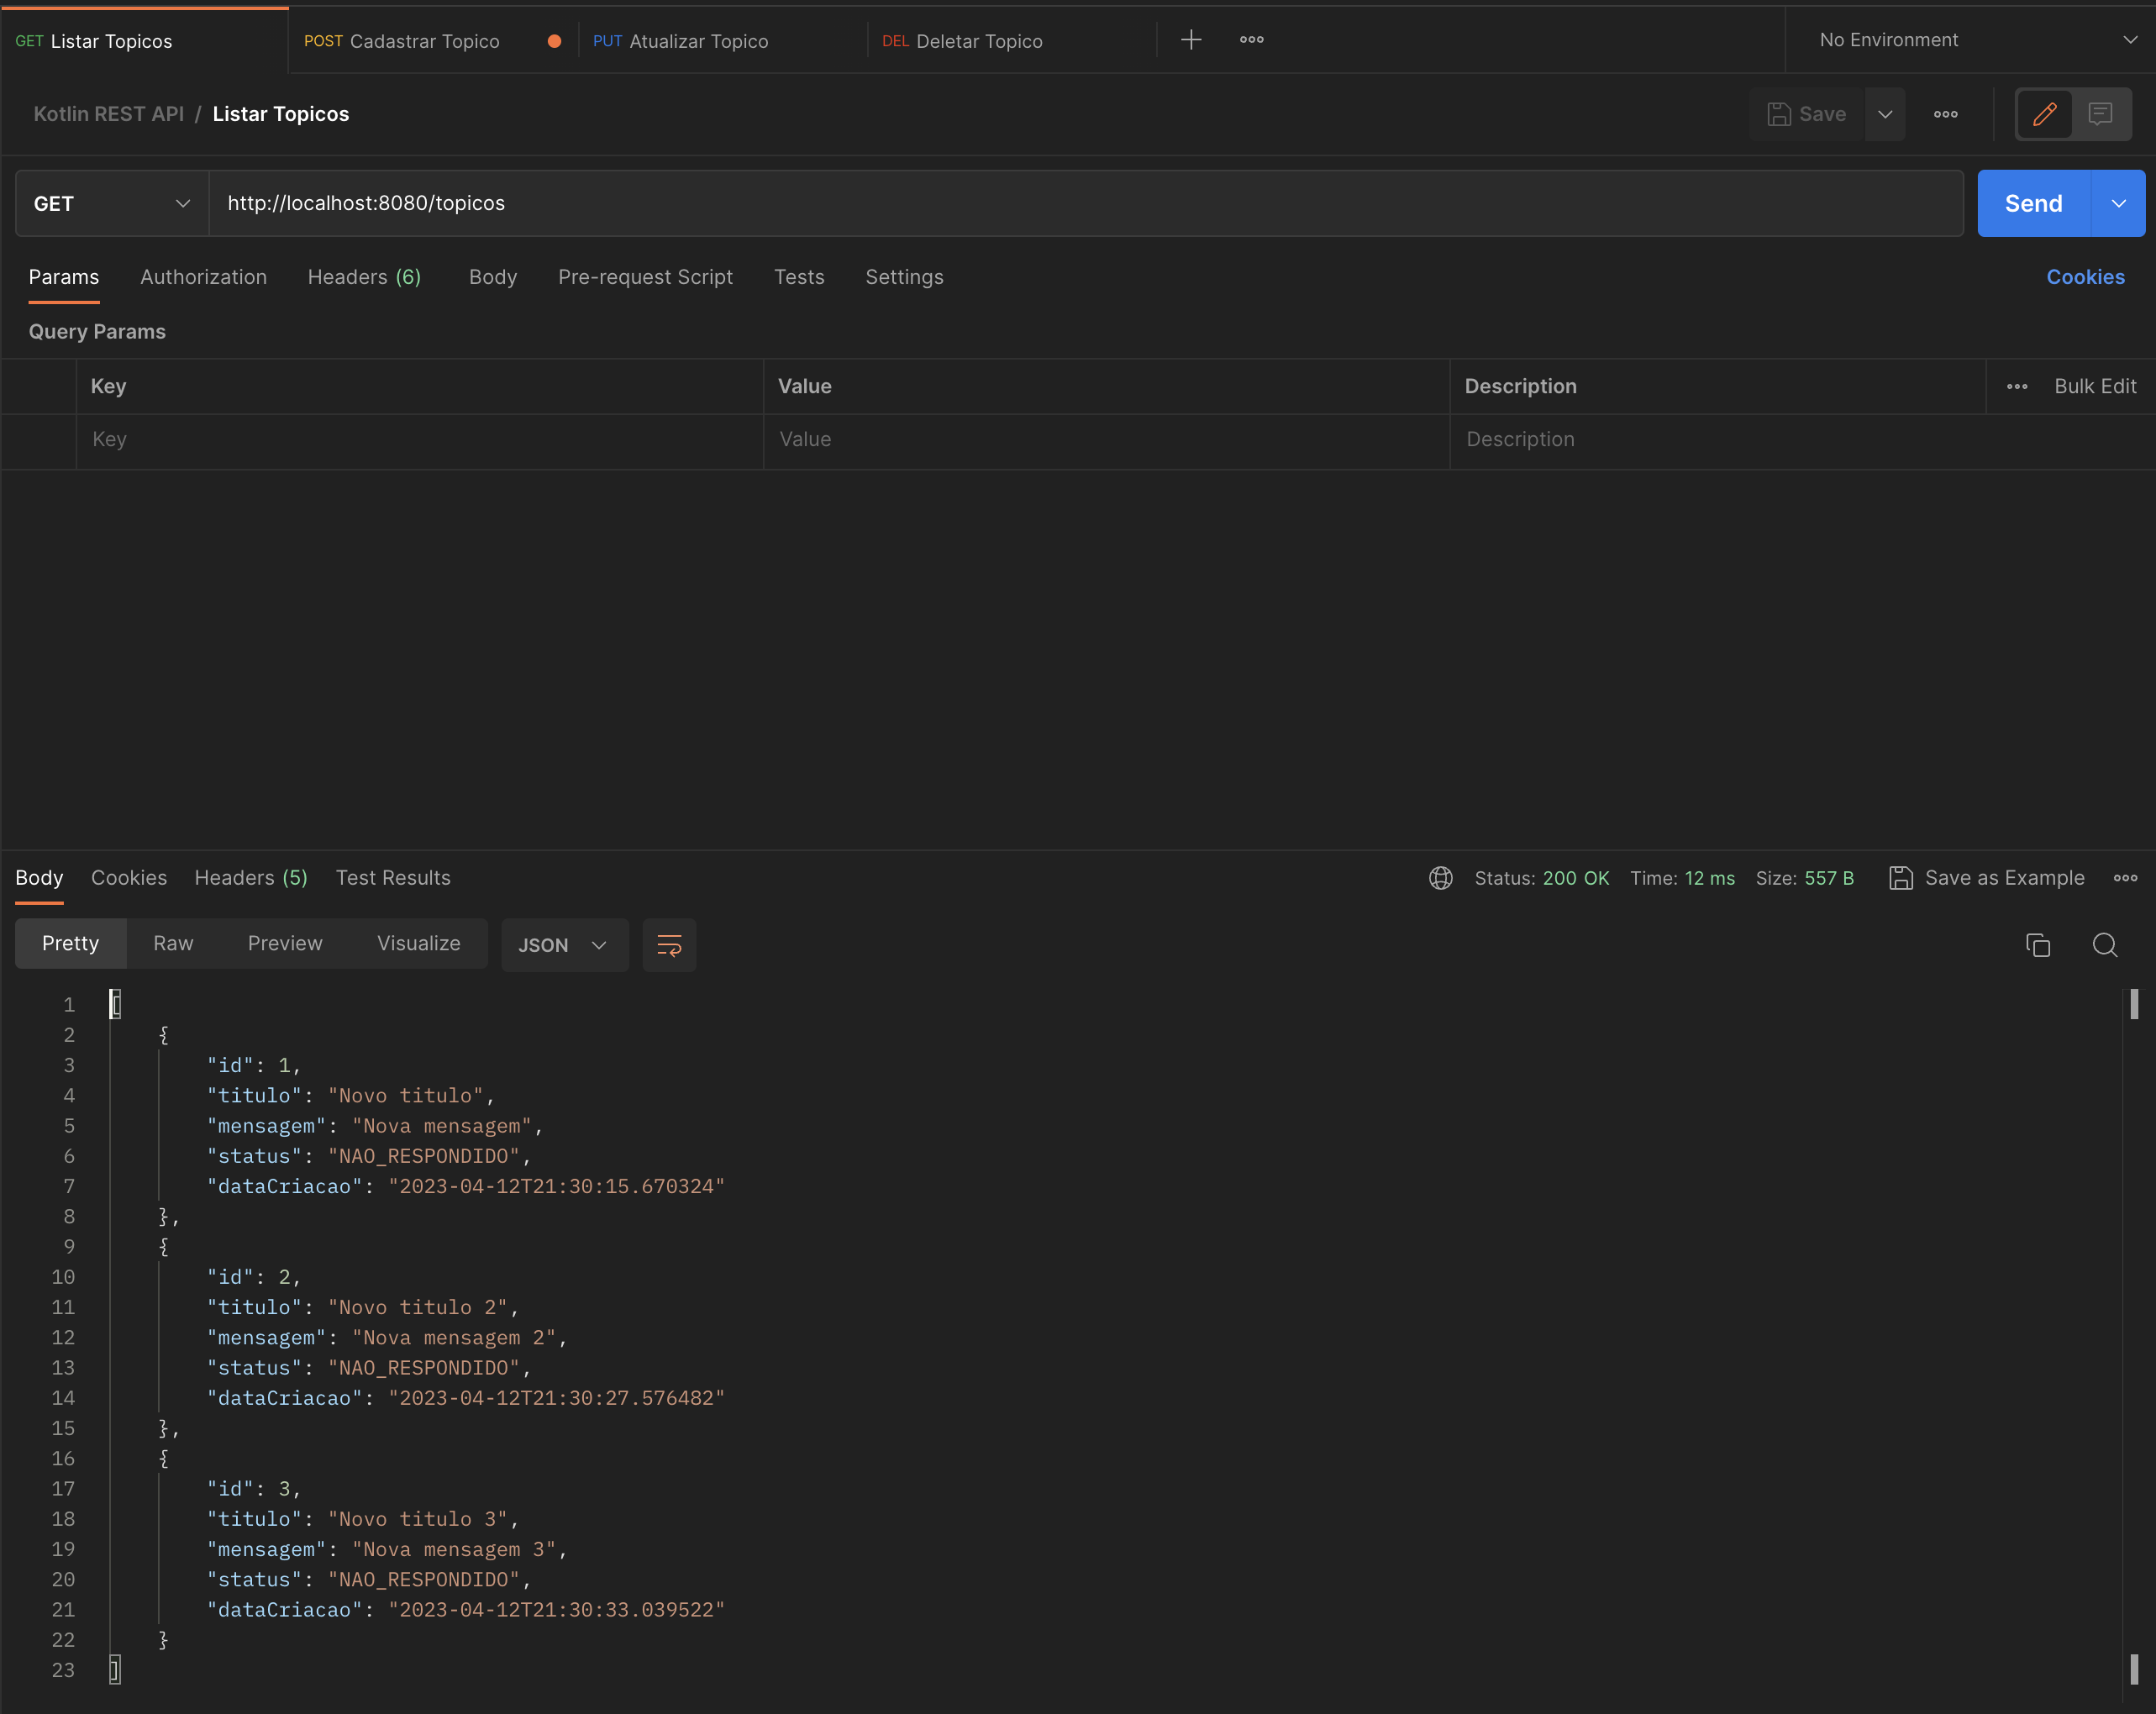 GET Listar Topicos POST Cadastrar Topico PUT Atualizar Topico DEL Deletar Topico No Environment
Kotlin REST API / Listar Topicos Save
GET http://localhost:8080/topicos Send
Params Authorization Headers (6) Body Pre-request Script Tests Settings Cookies
Query Params
Key Value Description Bulk Edit
Key Value Description
Body Cookies Headers (5) Test Results Status: 200 OK Time: 12 ms Size: 557 B Save as Example
Pretty Raw Preview Visualize JSON
1 [
2 {
3 "id": 1,
4 "titulo": "Novo titulo",
5 "mensagem": "Nova mensagem",
6 "status": "NAO_RESPONDIDO",
7 "dataCriacao": "2023-04-12T21:30:15.670324"
8 },
9 {
10 "id": 2,
11 "titulo": "Novo titulo 2",
12 "mensagem": "Nova mensagem 2",
13 "status": "NAO_RESPONDIDO",
14 "dataCriacao": "2023-04-12T21:30:27.576482"
15 },
16 {
17 "id": 3,
18 "titulo": "Novo titulo 3",
19 "mensagem": "Nova mensagem 3",
20 "status": "NAO_RESPONDIDO",
21 "dataCriacao": "2023-04-12T21:30:33.039522"
22 }
23 ]